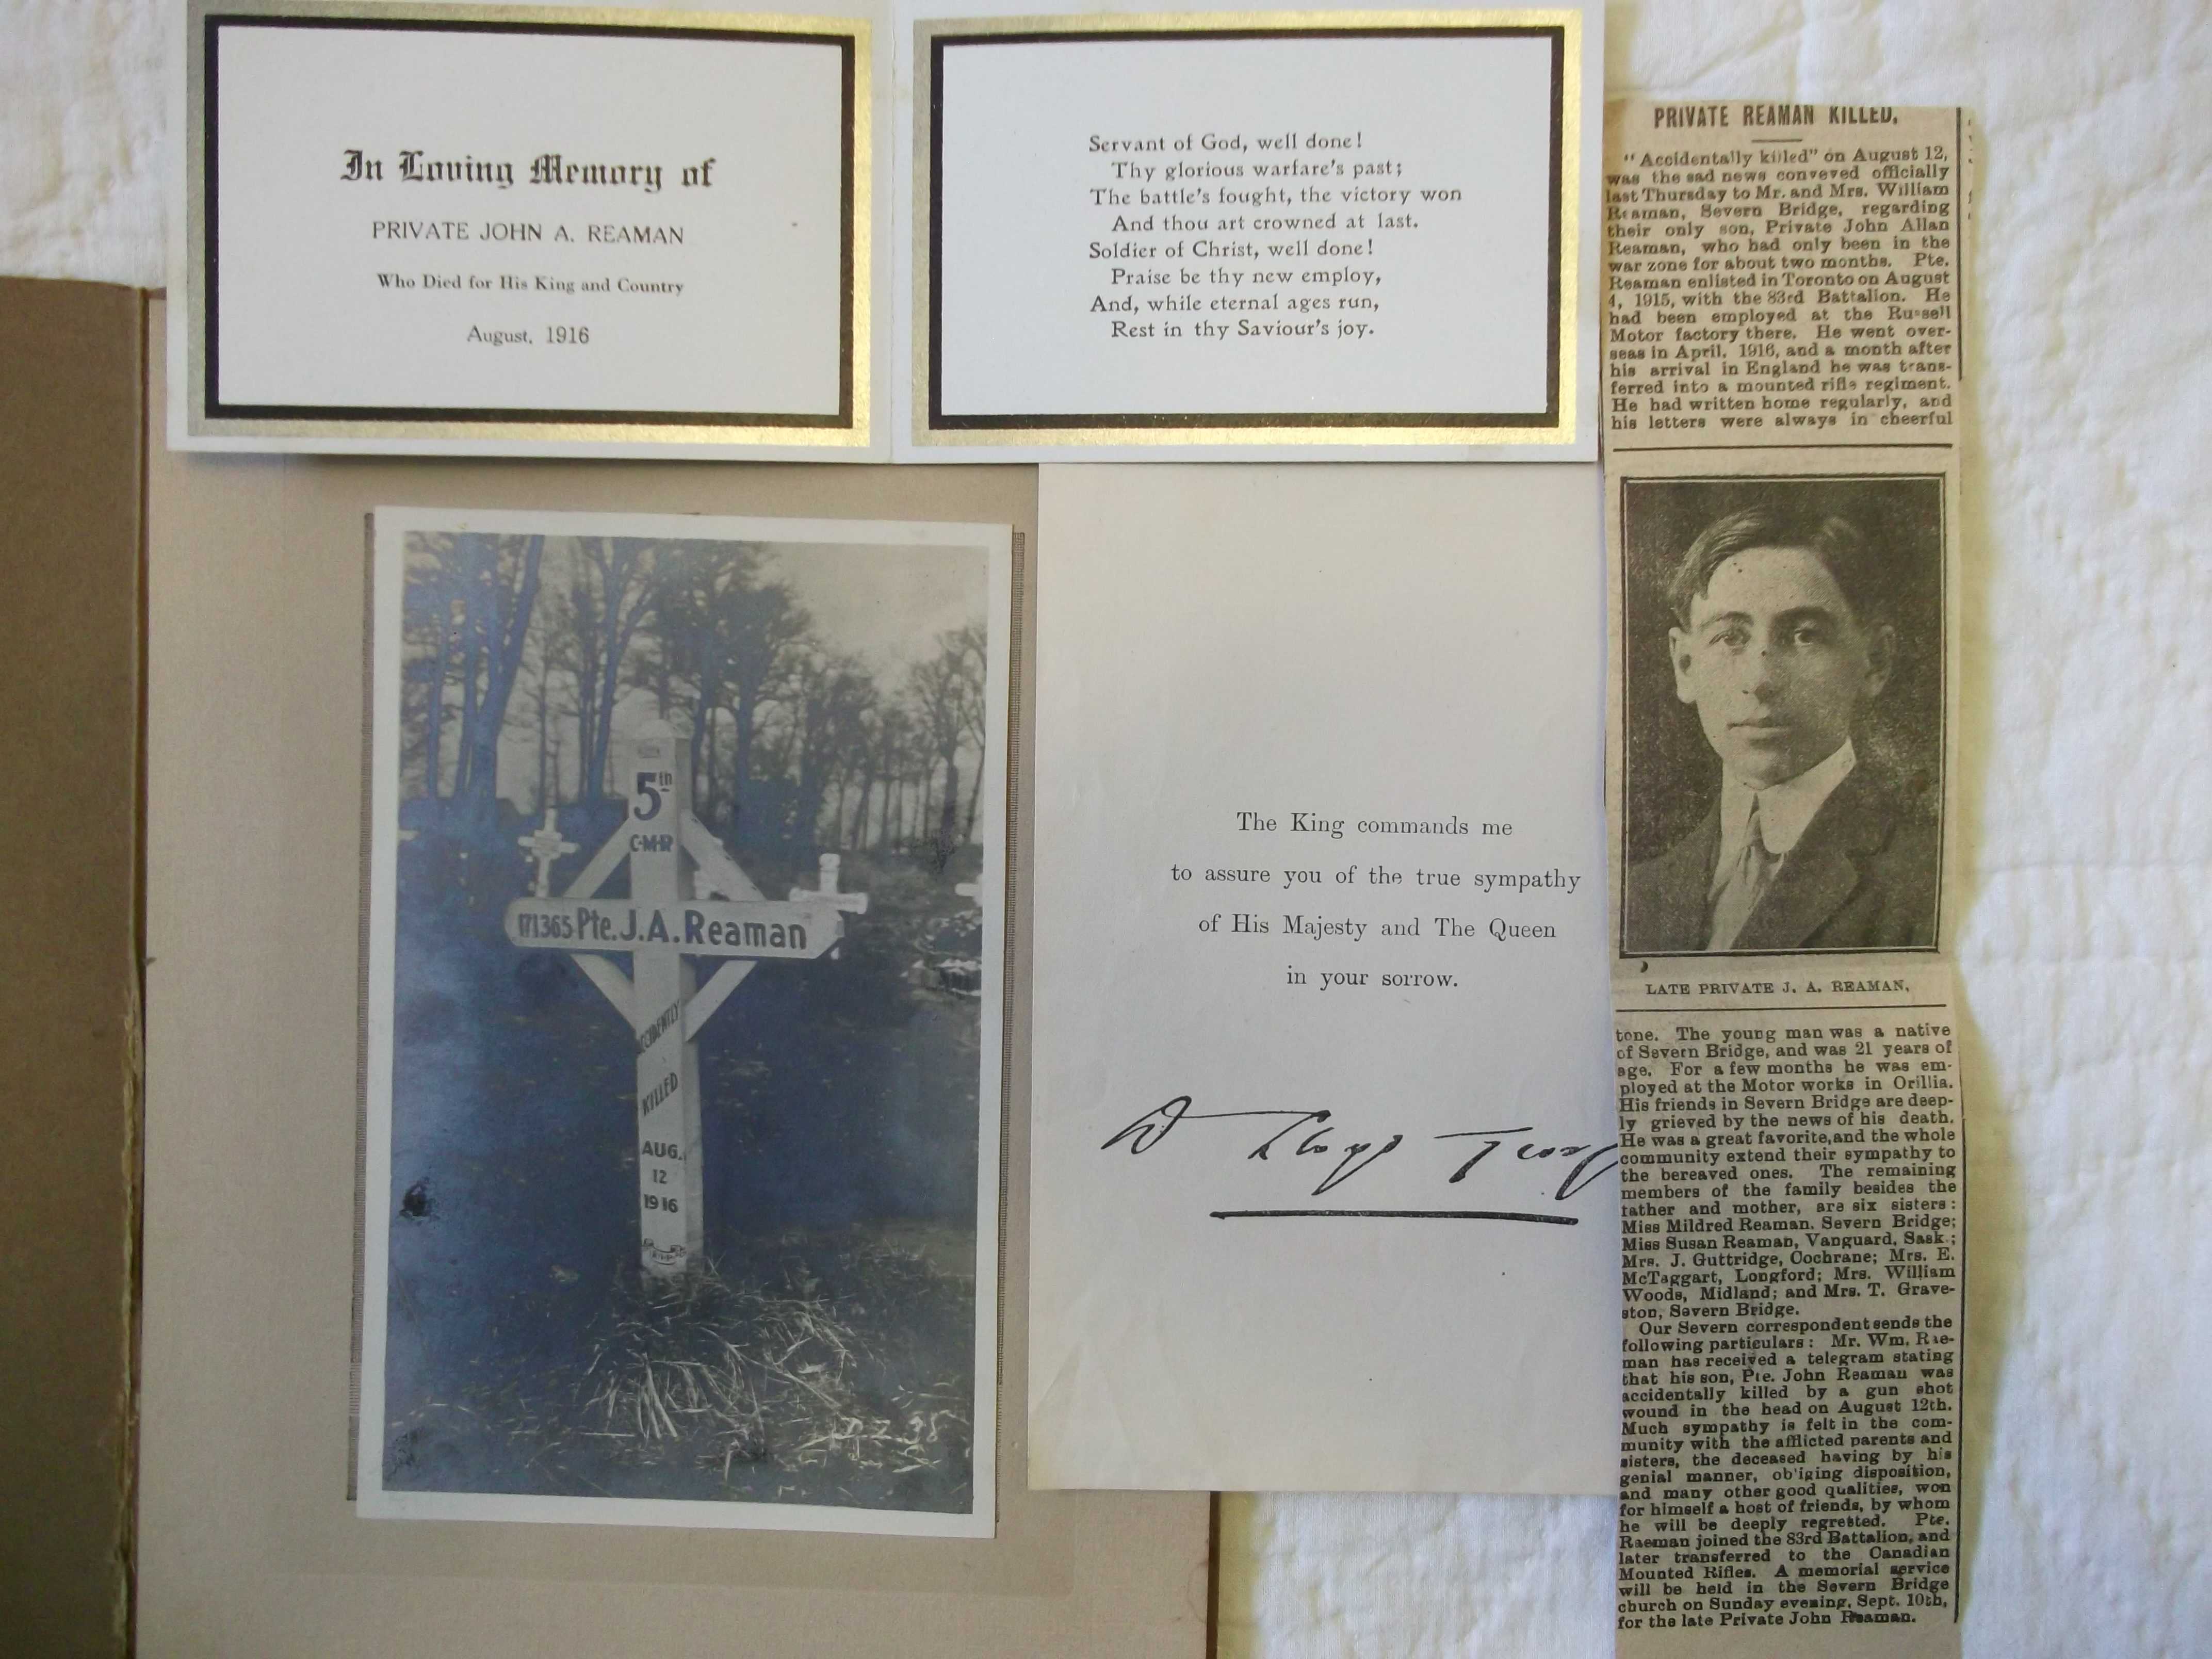 In Loving Memory of
PRIVATE JOHN A. REAMAN
Who Died for His King and Country
August, 1916
Servant of God, well done!
Thy glorious warfare's past;
The battle's fought, the victory won
And thou art crowned at last.
Soldier of Christ, well done!
Praise be thy new employ,
And, while eternal ages run,
Rest in thy Saviour's joy.
5th
C.M.R
171365 Pte. J.A. Reaman
KILLED
AUG.
12
1916
The King commands me
to assure you of the true sympathy
of His Majesty and The Queen
in your sorrow.
D Lloyd George
PRIVATE REAMAN KILLED.
"Accidentally killed" on August 12,
was the sad news conveyed officially
last Thursday to Mr. and Mrs. William
Reaman, Severn Bridge, regarding
their only son, Private John Allan
Reaman, who had only been in the
war zone for about two months. Pte.
Reaman enlisted in Toronto on August
4, 1915, with the 83rd Battalion. He
had been employed at the Russell
Motor factory there. He went over-
seas in April, 1916, and a month after
his arrival in England he was trans-
ferred into a mounted rifle regiment.
He had written home regularly, and
his letters were always in cheerful
LATE PRIVATE J. A. REAMAN.
tone. The young man was a native
of Severn Bridge, and was 21 years of
age. For a few months he was em-
ployed at the Motor works in Orillia.
His friends in Severn Bridge are deep-
ly grieved by the news of his death.
He was a great favorite, and the whole
community extend their sympathy to
the bereaved ones. The remaining
members of the family besides the
father and mother, are six sisters:
Miss Mildred Reaman, Severn Bridge;
Miss Susan Reaman, Vanguard, Sask.;
Mrs. J. Guttridge, Cochrane; Mrs. E.
McTaggart, Longford; Mrs. William
Woods, Midland; and Mrs. T. Grave-
ston, Severn Bridge.
Our Severn correspondent sends the
following particulars: Mr. Wm. Rae-
man has received a telegram stating
that his son, Pte. John Reaman was
accidentally killed by a gun shot
wound in the head on August 12th.
Much sympathy is felt in the com-
munity with the afflicted parents and
sisters, the deceased having by his
genial manner, ob'iging disposition,
and many other good qualities, won
for himself a host of friends, by whom
he will be deeply regretted. Pte.
Raeman joined the 83rd Battalion, and
later transferred to the Canadian
Mounted Rifles. A memorial service
will be held in the Severn Bridge
church on Sunday evening, Sept. 10th,
for the late Private John Reaman.